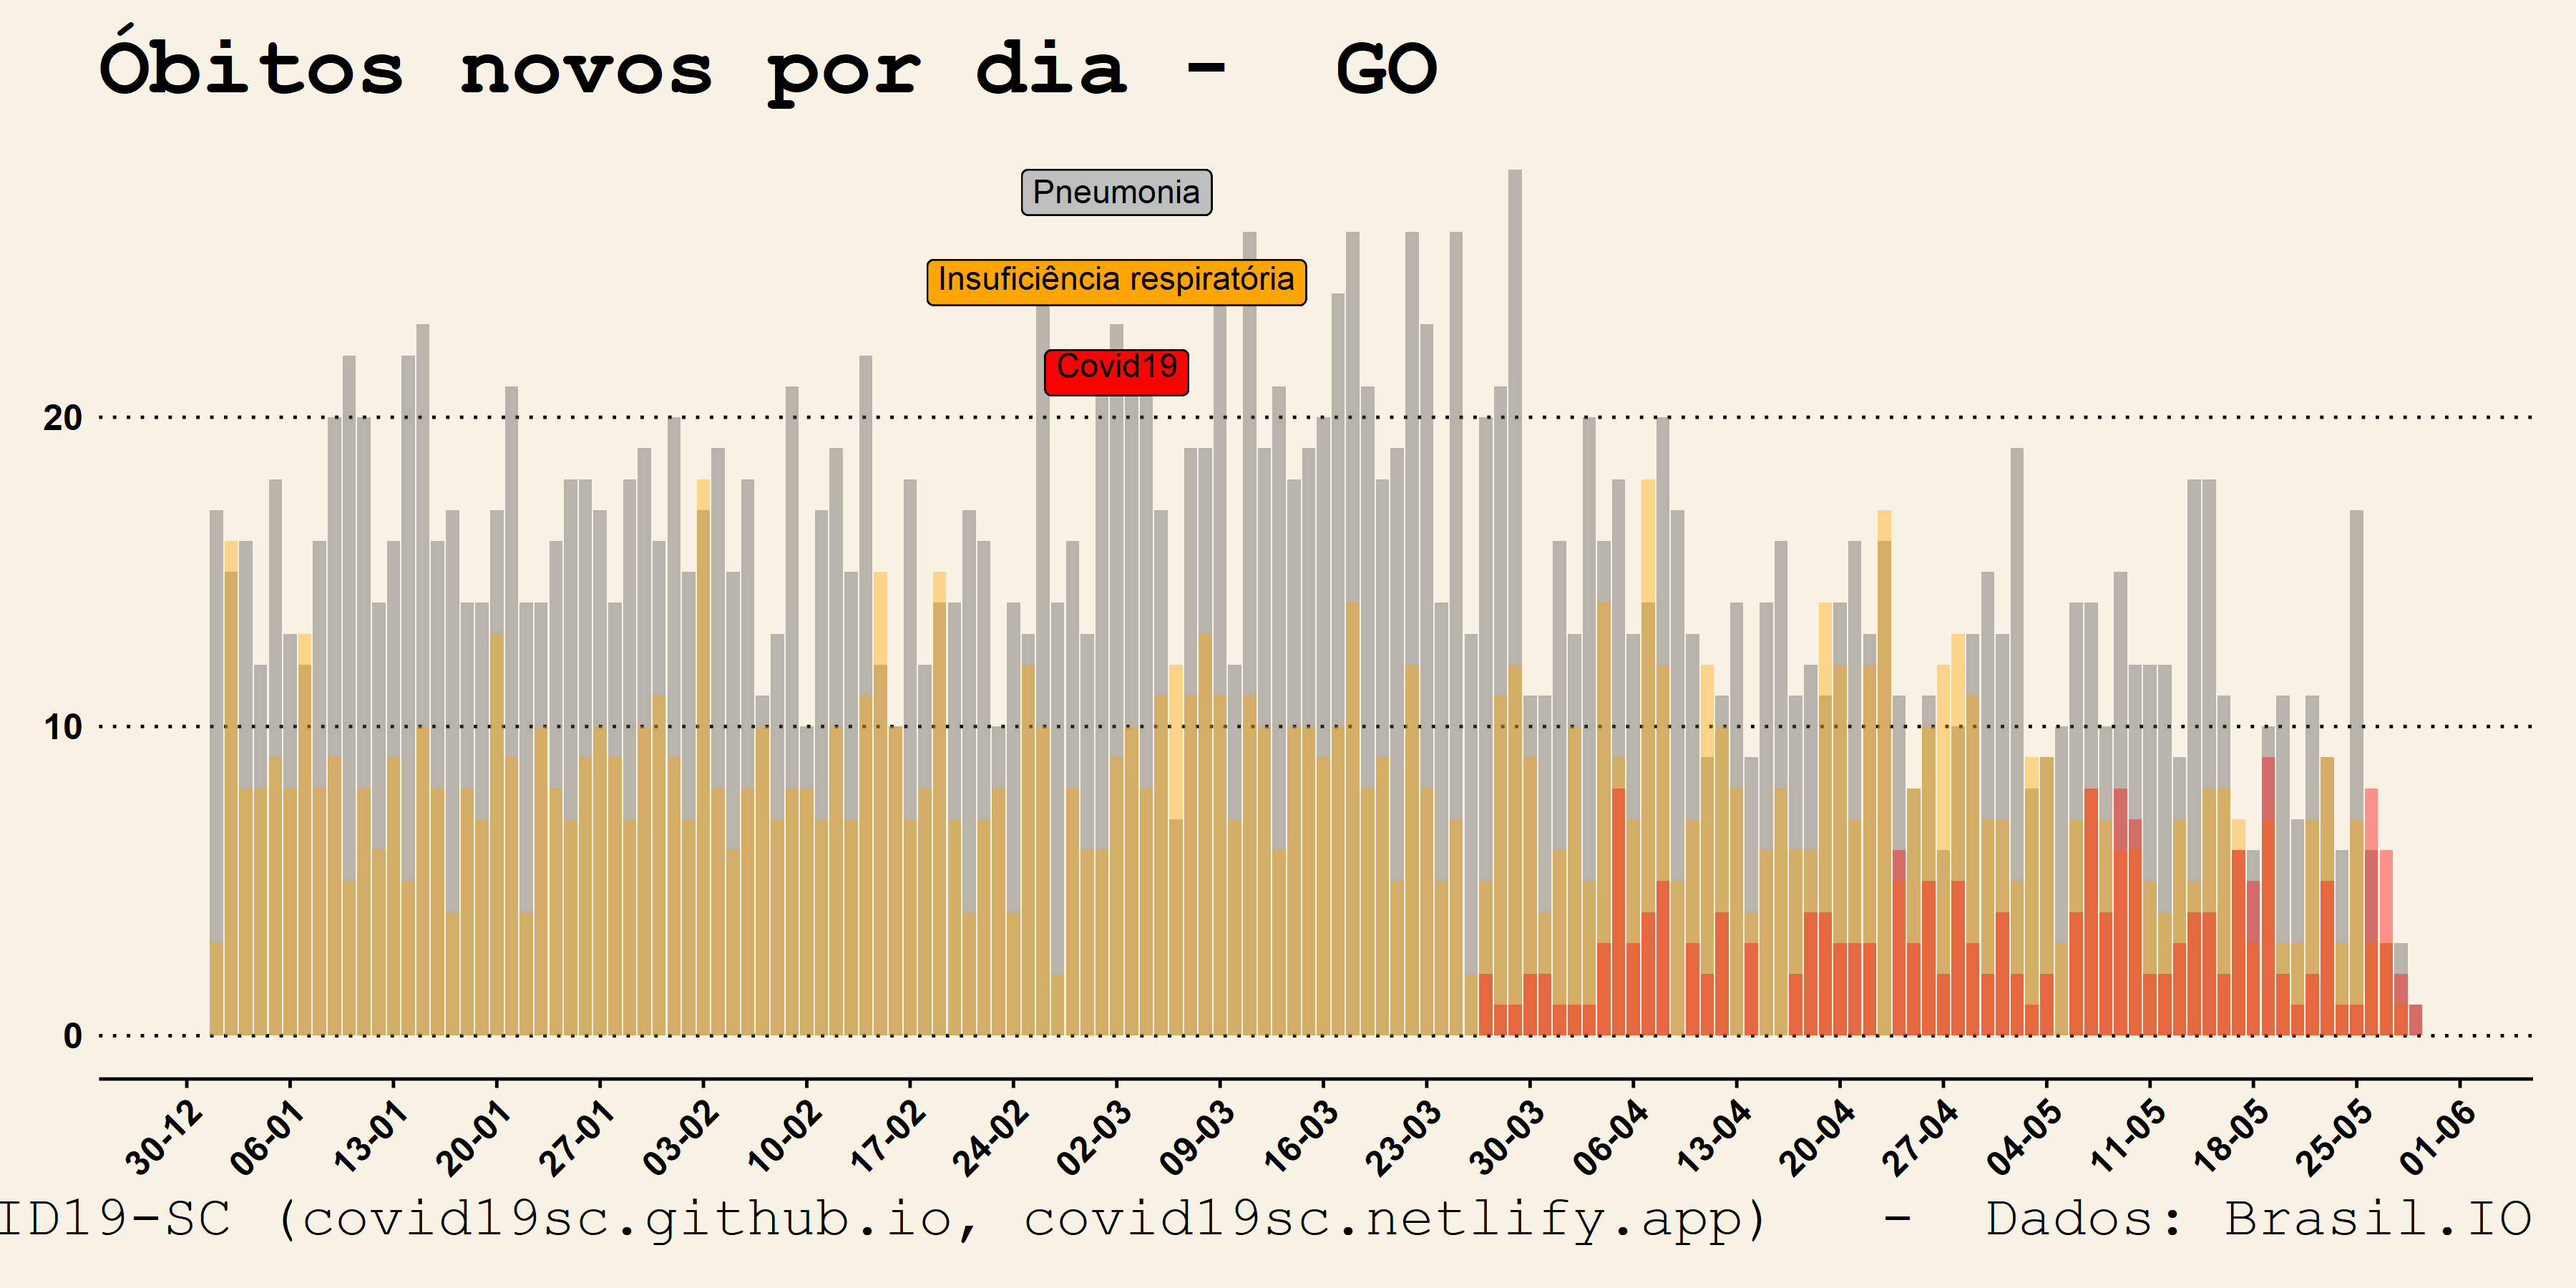 Óbitos novos por dia - GO
Pneumonia
Insuficiência respiratória
Covid19
20
10
0
30-12 06-01 13-01 20-01 27-01 03-02 10-02 17-02 24-02 02-03 09-03 16-03 23-03 30-03 06-04 13-04 20-04 27-04 04-05 11-05 18-05 25-05 01-06
ID19-SC (covid19sc.github.io, covid19sc.netlify.app) - Dados: Brasil.IO